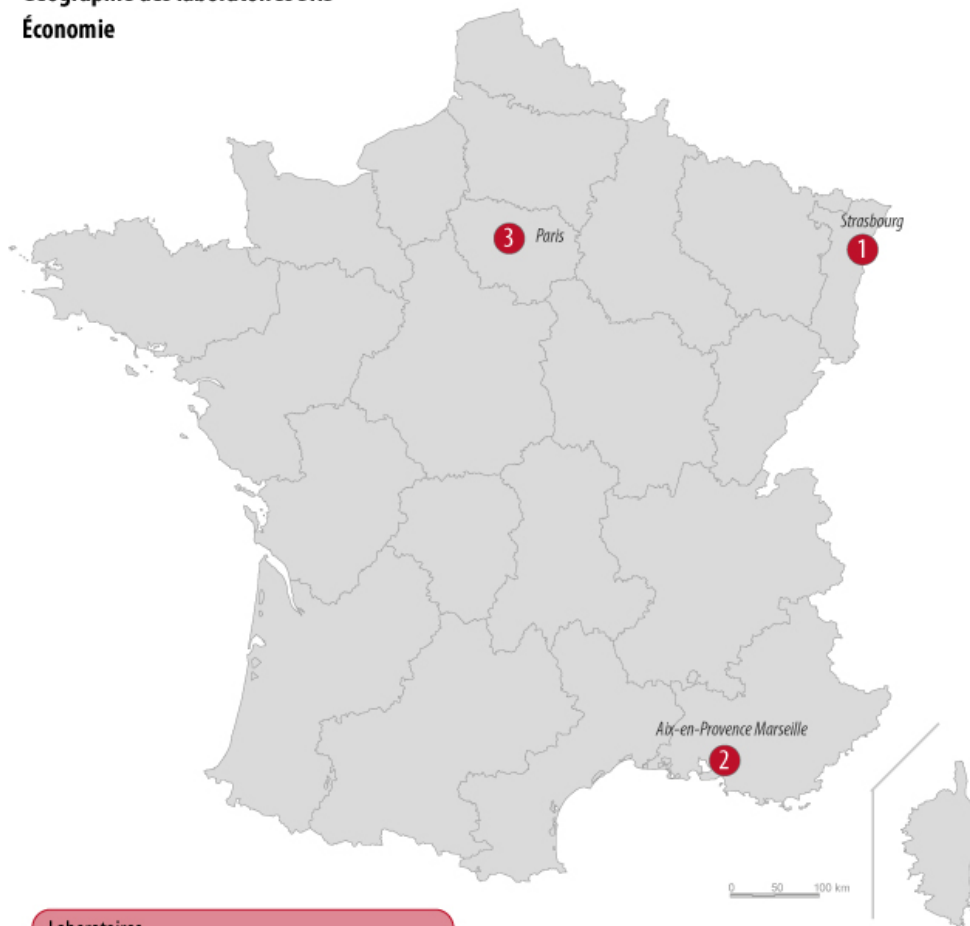 Économie
Strasbourg
1
3 Paris
Aix-en-Provence Marseille
2
0 50 100 km